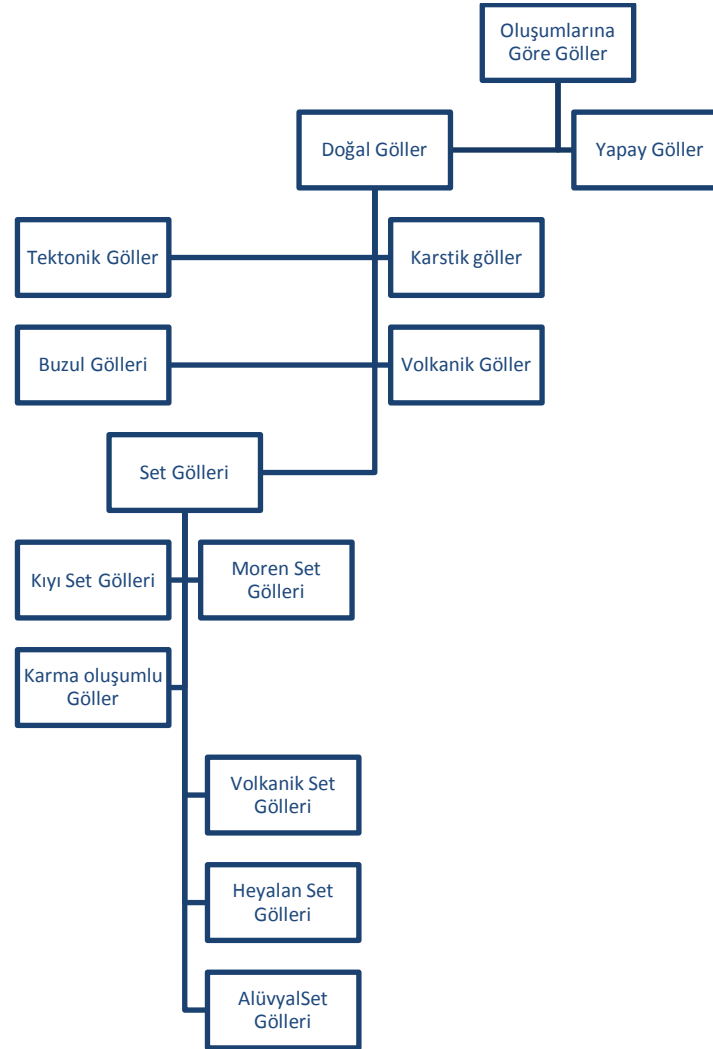 Oluşumlarına
Göre Göller
Doğal Göller
Yapay Göller
Tektonik Göller
Karstik göller
Buzul Gölleri
Volkanik Göller
Set Gölleri
Kıyı Set Gölleri
Moren Set
Gölleri
Karma oluşumlu
Göller
Volkanik Set
Gölleri
Heyalan Set
Gölleri
AlüvyalSet
Gölleri